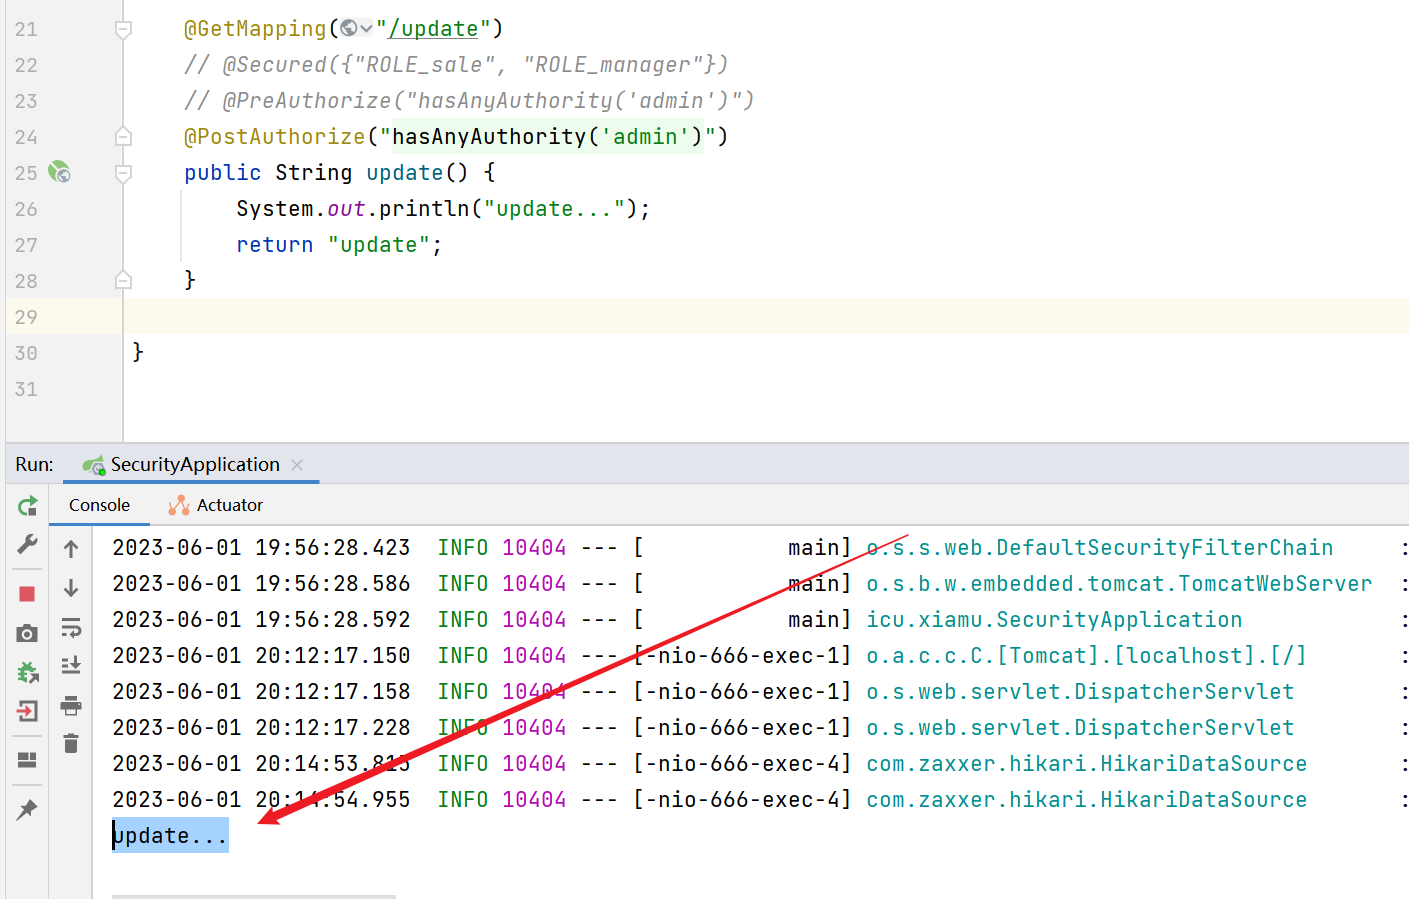 21 @GetMapping("/update")
22 // @Secured({"ROLE_sale", "ROLE_manager"})
23 // @PreAuthorize("hasAnyAuthority('admin')")
24 @PostAuthorize("hasAnyAuthority('admin')")
25 public String update() {
26 System.out.println("update...");
27 return "update";
28 }
29
30 }
31
Run: SecurityApplication
Console Actuator
2023-06-01 19:56:28.423 INFO 10404 --- [ main] o.s.s.web.DefaultSecurityFilterChain :
2023-06-01 19:56:28.586 INFO 10404 --- [ main] o.s.b.w.embedded.tomcat.TomcatWebServer :
2023-06-01 19:56:28.592 INFO 10404 --- [ main] icu.xiamu.SecurityApplication :
2023-06-01 20:12:17.150 INFO 10404 --- [-nio-666-exec-1] o.a.c.c.C.[Tomcat].[localhost].[/] :
2023-06-01 20:12:17.158 INFO 10404 --- [-nio-666-exec-1] o.s.web.servlet.DispatcherServlet :
2023-06-01 20:12:17.228 INFO 10404 --- [-nio-666-exec-1] o.s.web.servlet.DispatcherServlet :
2023-06-01 20:14:53.815 INFO 10404 --- [-nio-666-exec-4] com.zaxxer.hikari.HikariDataSource :
2023-06-01 20:14:54.955 INFO 10404 --- [-nio-666-exec-4] com.zaxxer.hikari.HikariDataSource :
update...